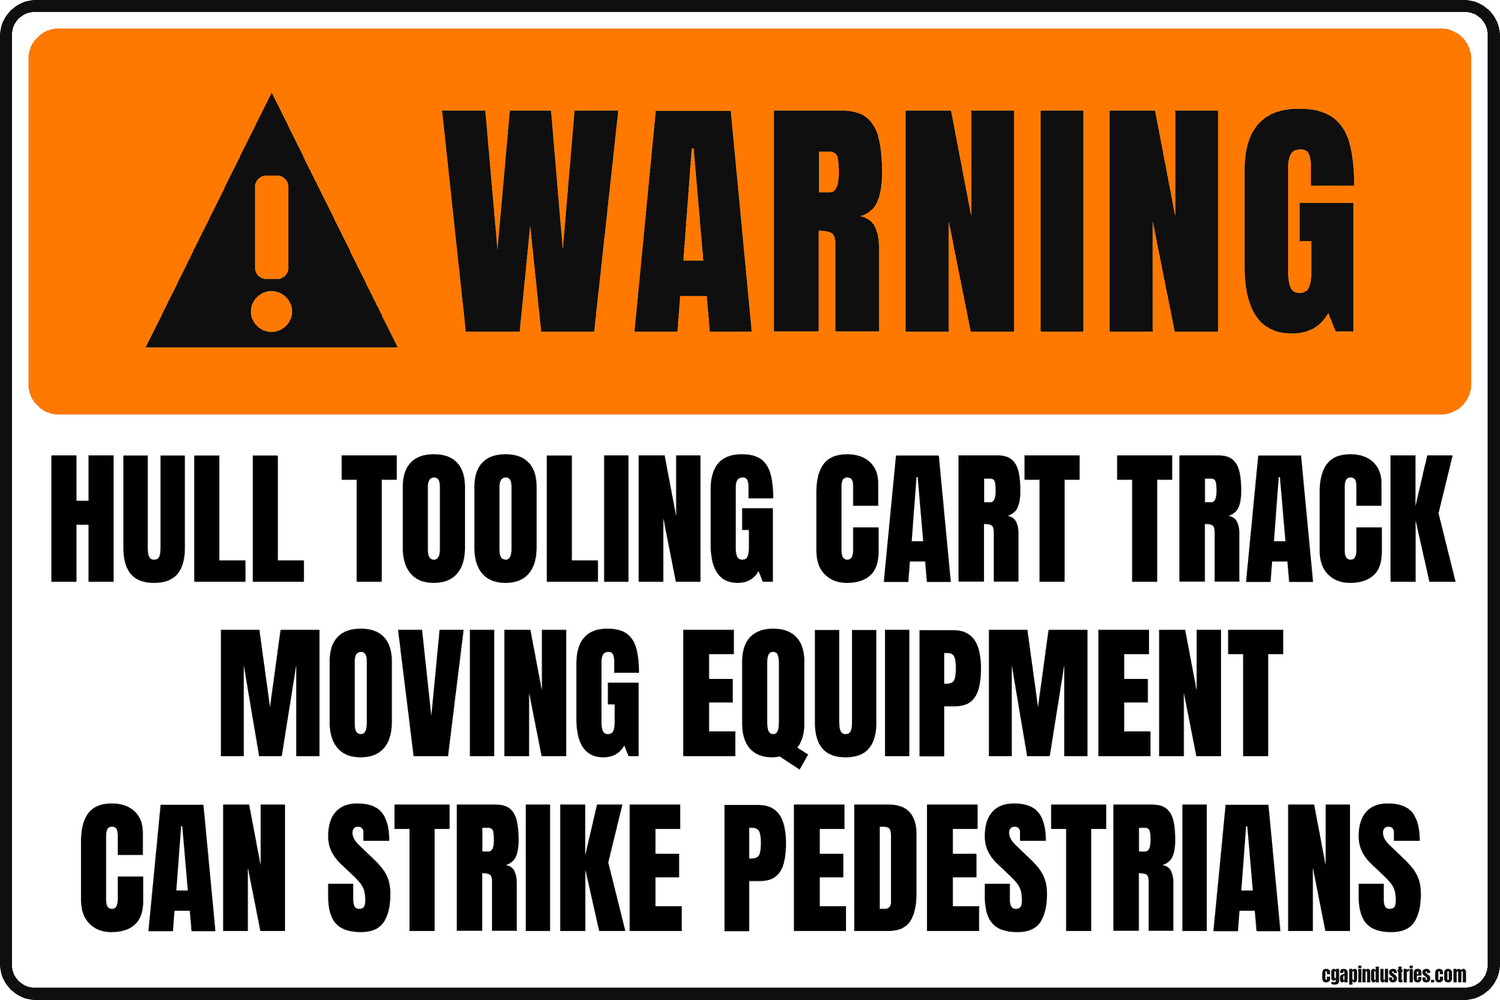 WARNING
HULL TOOLING CART TRACK
MOVING EQUIPMENT
CAN STRIKE PEDESTRIANS
cgapindustries.com